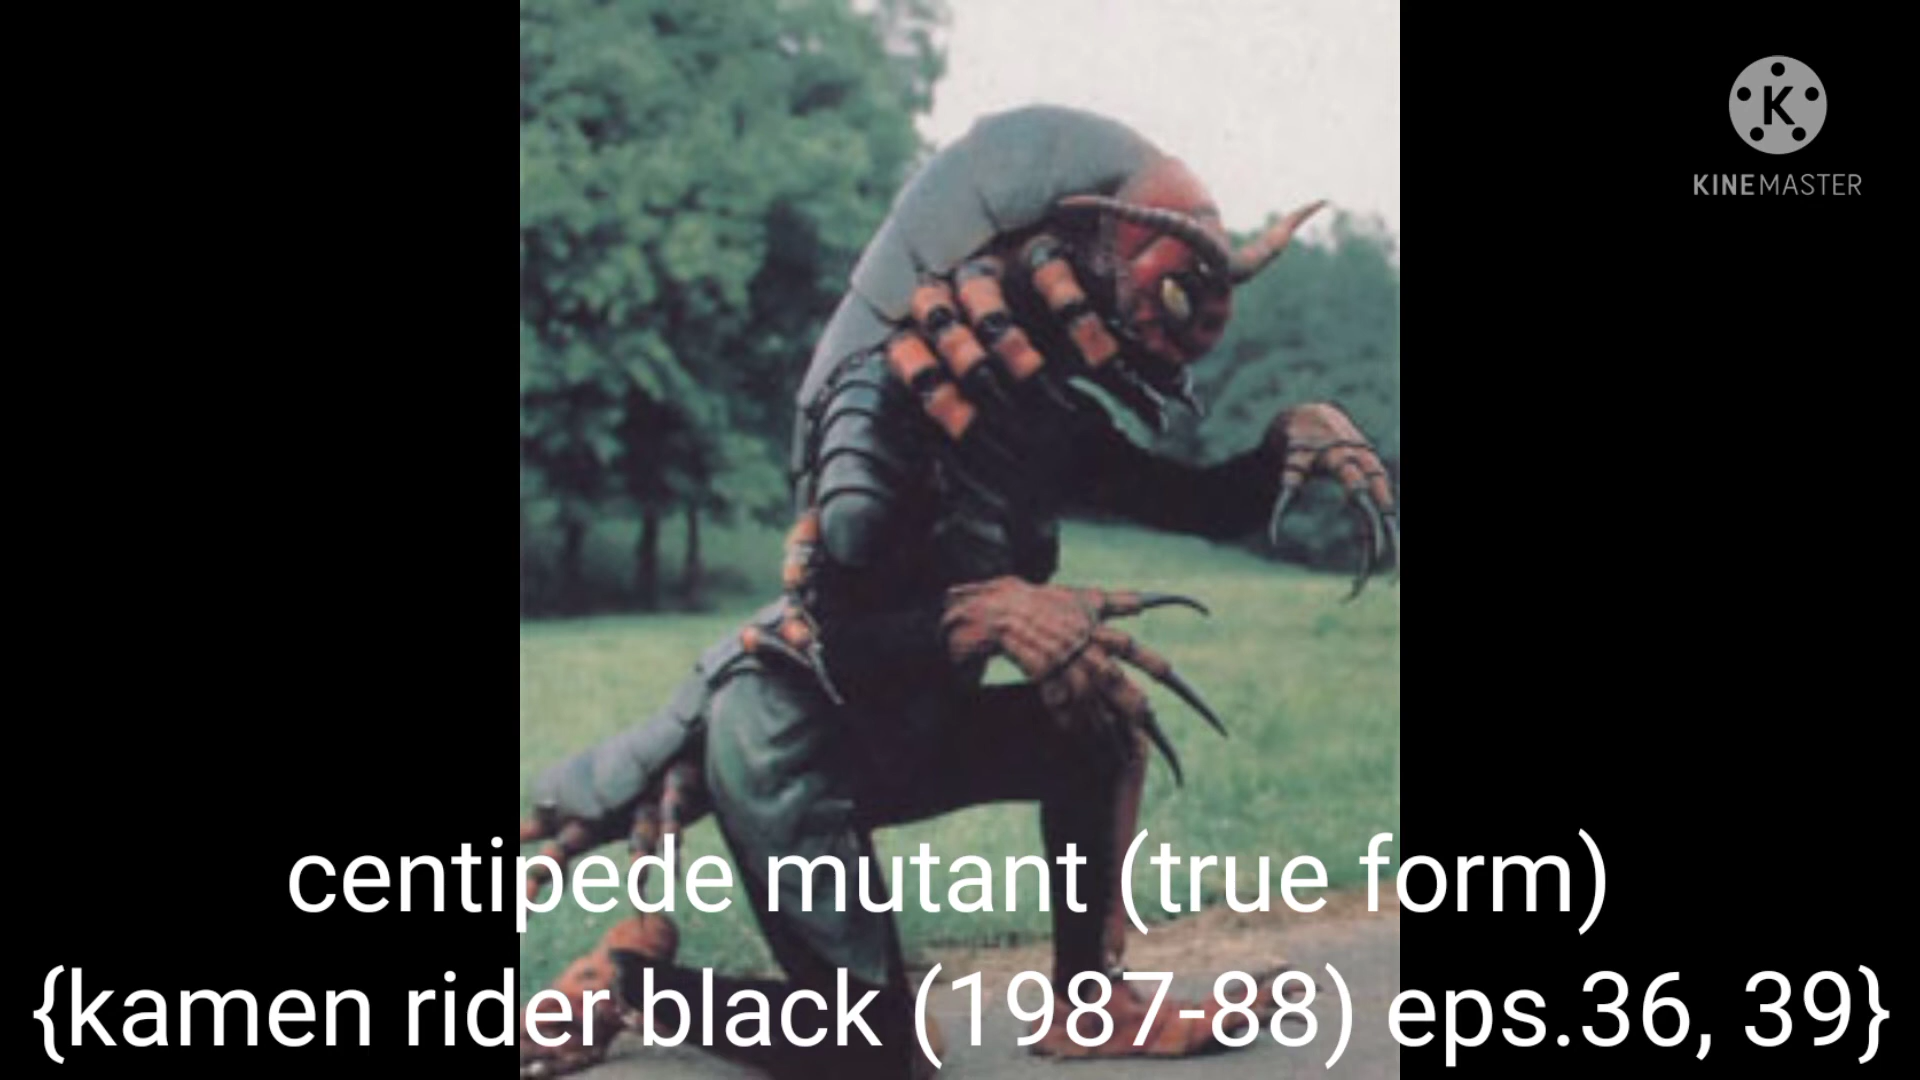 K
KINEMASTER
centipede mutant (true form)
{kamen rider black (1987-88) eps.36, 39}